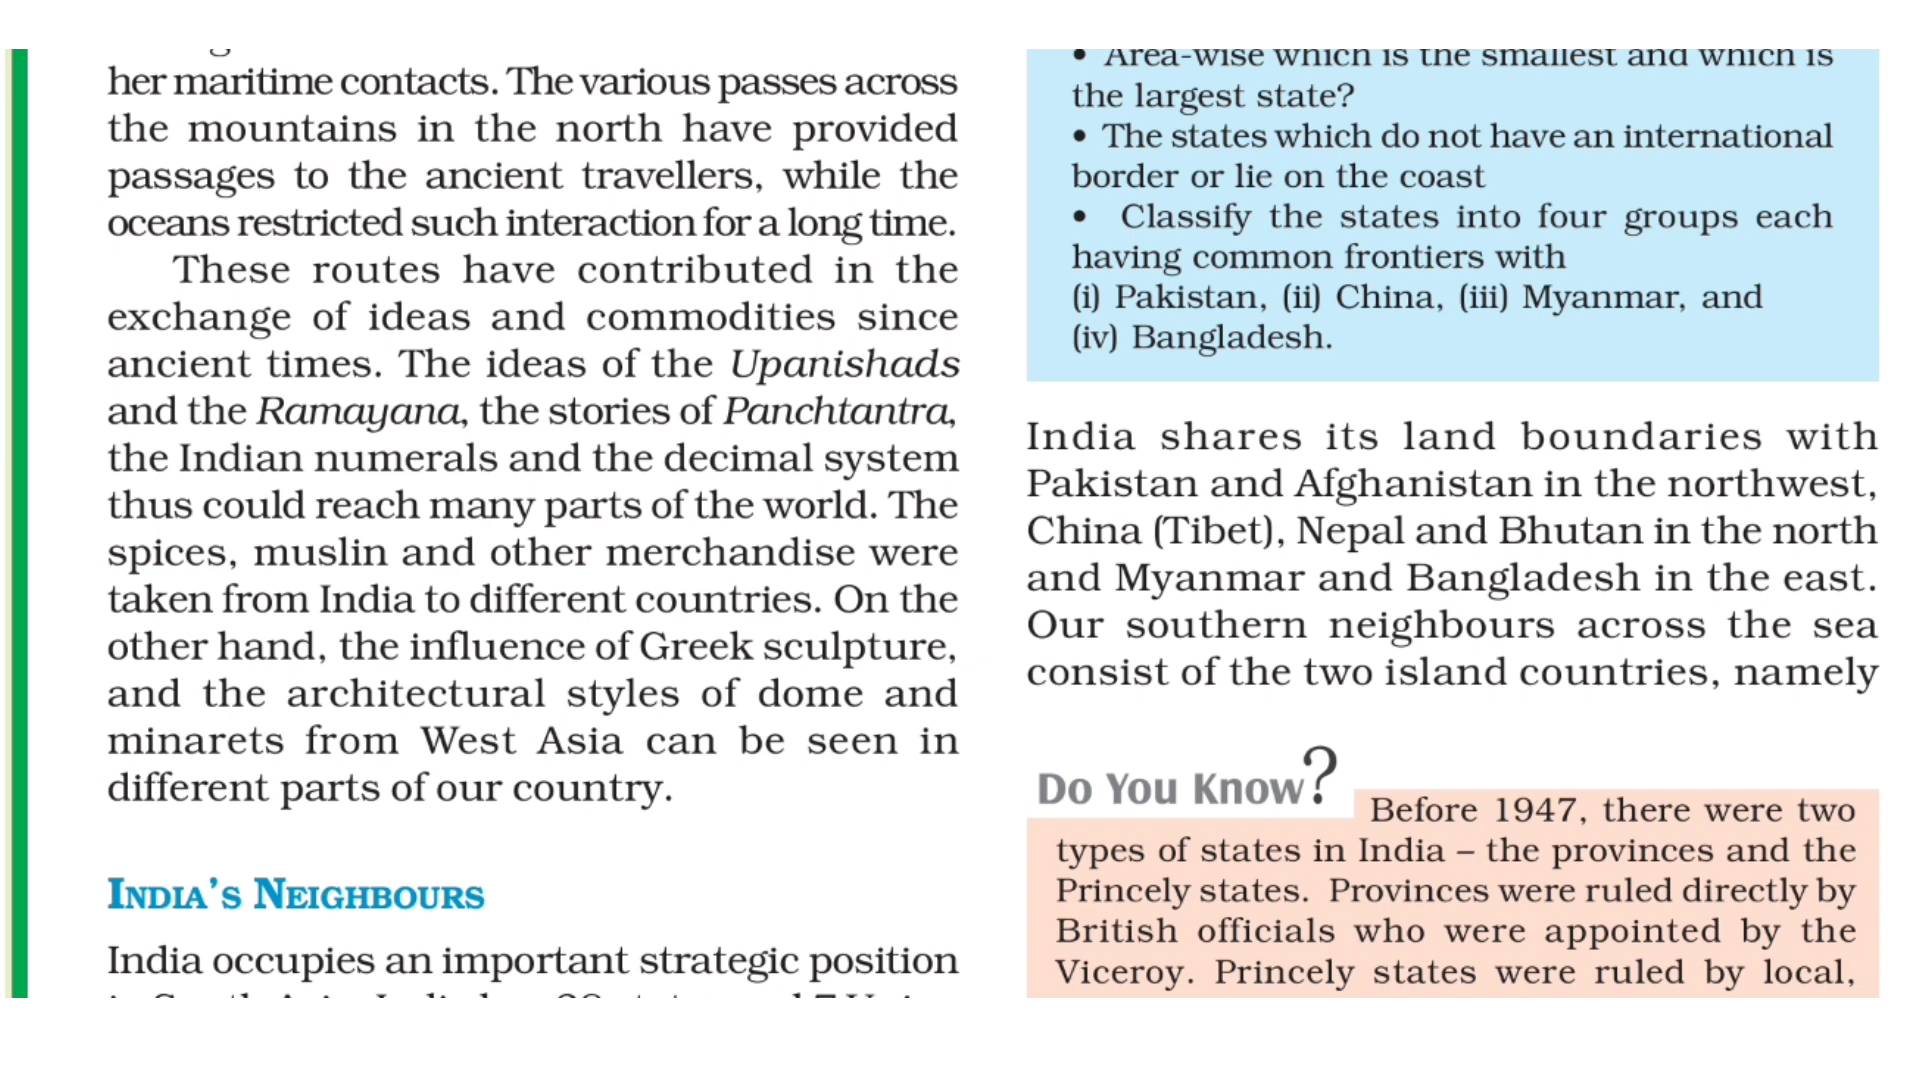 her maritime contacts. The various passes across
the mountains in the north have provided
passages to the ancient travellers, while the
oceans restricted such interaction for a long time.
These routes have contributed in the
exchange of ideas and commodities since
ancient times. The ideas of the Upanishads
and the Ramayana, the stories of Panchtantra,
the Indian numerals and the decimal system
thus could reach many parts of the world. The
spices, muslin and other merchandise were
taken from India to different countries. On the
other hand, the influence of Greek sculpture,
and the architectural styles of dome and
minarets from West Asia can be seen in
different parts of our country.
INDIA'S NEIGHBOURS
India occupies an important strategic position
• Area-wise which is the smallest and which is
the largest state?
• The states which do not have an international
border or lie on the coast
• Classify the states into four groups each
having common frontiers with
(i) Pakistan, (ii) China, (iii) Myanmar, and
(iv) Bangladesh.
India shares its land boundaries with
Pakistan and Afghanistan in the northwest,
China (Tibet), Nepal and Bhutan in the north
and Myanmar and Bangladesh in the east.
Our southern neighbours across the sea
consist of the two island countries, namely
Do You Know?
Before 1947, there were two
types of states in India – the provinces and the
Princely states. Provinces were ruled directly by
British officials who were appointed by the
Viceroy. Princely states were ruled by local,